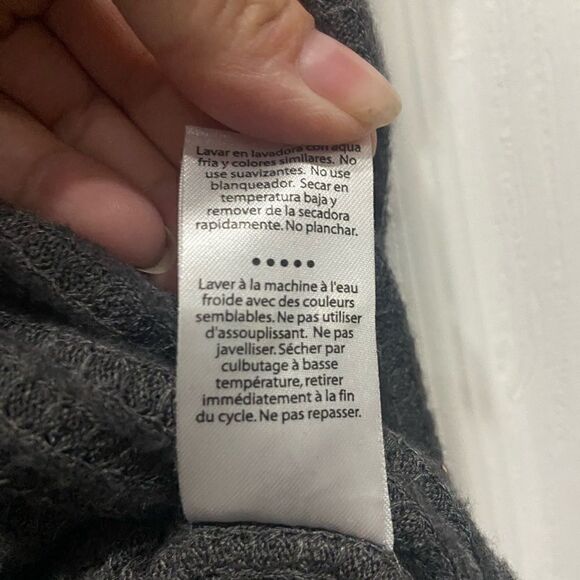 Lavar en lavadora con aqua
fria y colores similares. No
use suavizantes. No use
blanqueador. Secar en
temperatura baja y
remover de la secadora
rapidamente. No planchar.
•••••
Laver à la machine à l'eau
froide avec des couleurs
semblables. Ne pas utiliser
d'assouplissant. Ne pas
javelliser. Sécher par
culbutage à basse
température, retirer
immédiatement à la fin
du cycle. Ne pas repasser.